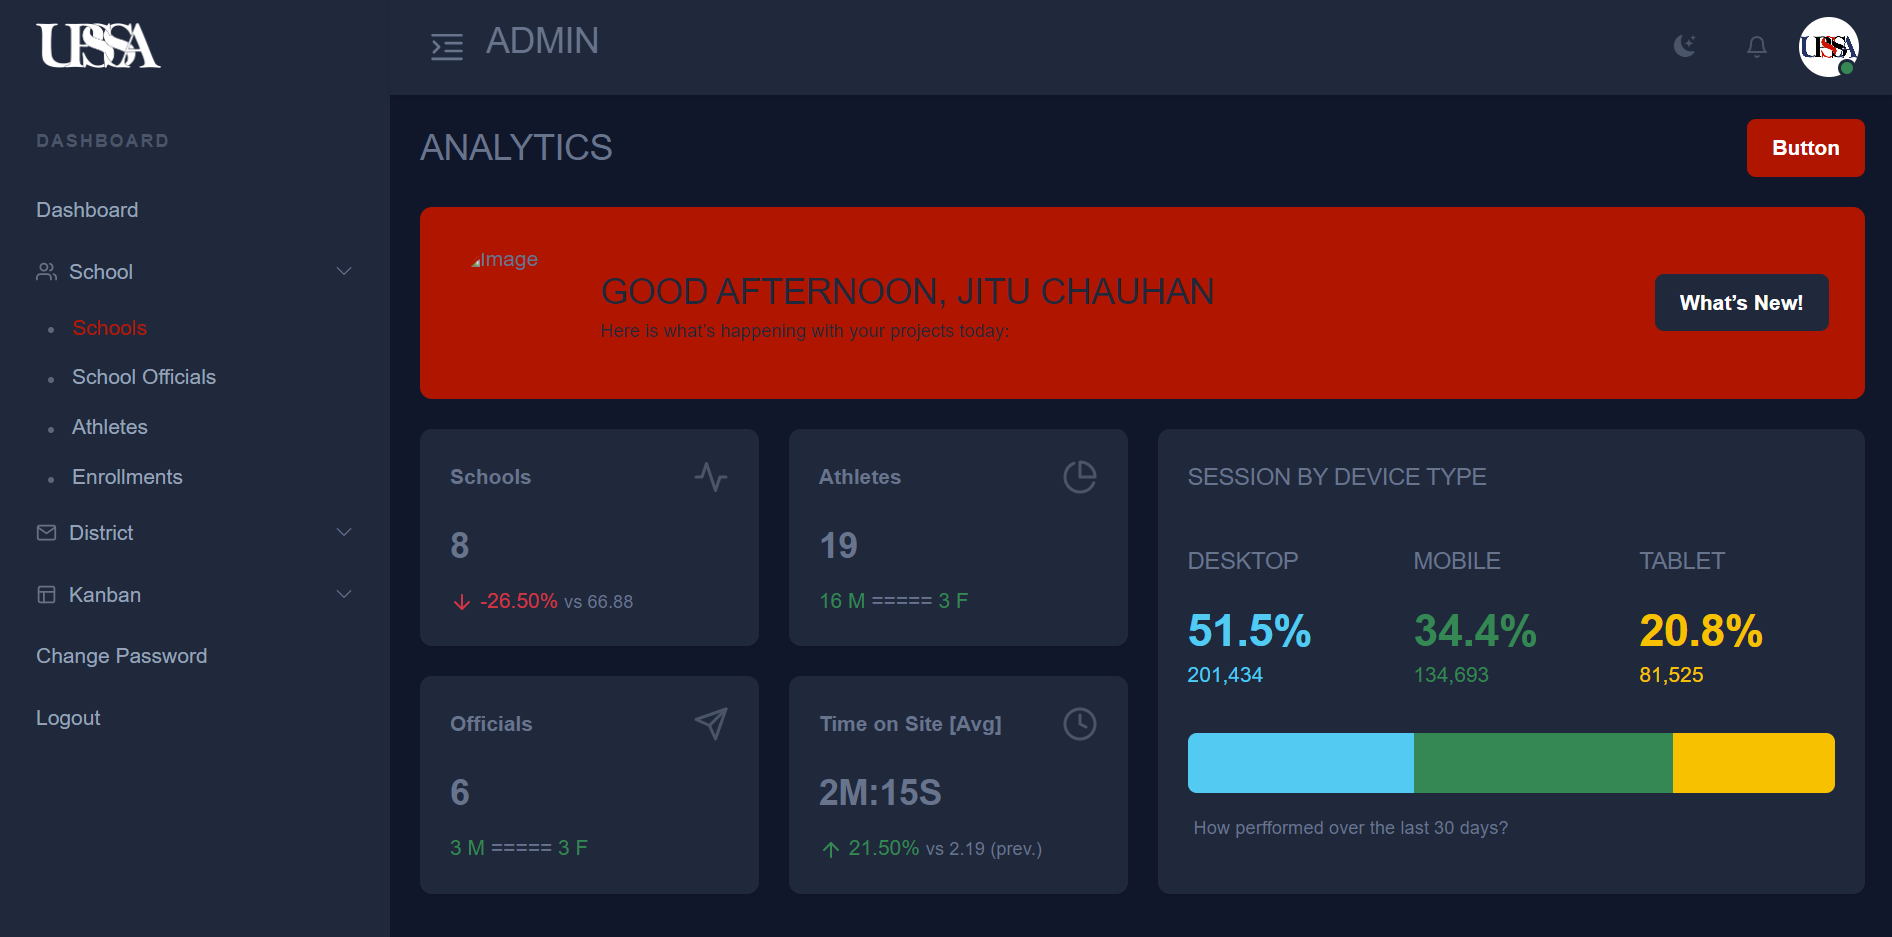 UPSSA
ADMIN
UPSSA
DASHBOARD
Dashboard
School
Schools
School Officials
Athletes
Enrollments
District
Kanban
Change Password
Logout
ANALYTICS
Button
Image
GOOD AFTERNOON, JITU CHAUHAN
Here is what's happening with your projects today:
What's New!
Schools
8
-26.50% vs 66.88
Athletes
19
16 M ===== 3 F
Officials
6
3 M ===== 3 F
Time on Site [Avg]
2M:15S
21.50% vs 2.19 (prev.)
SESSION BY DEVICE TYPE
DESKTOP
51.5%
201,434
MOBILE
34.4%
134,693
TABLET
20.8%
81,525
How perfformed over the last 30 days?